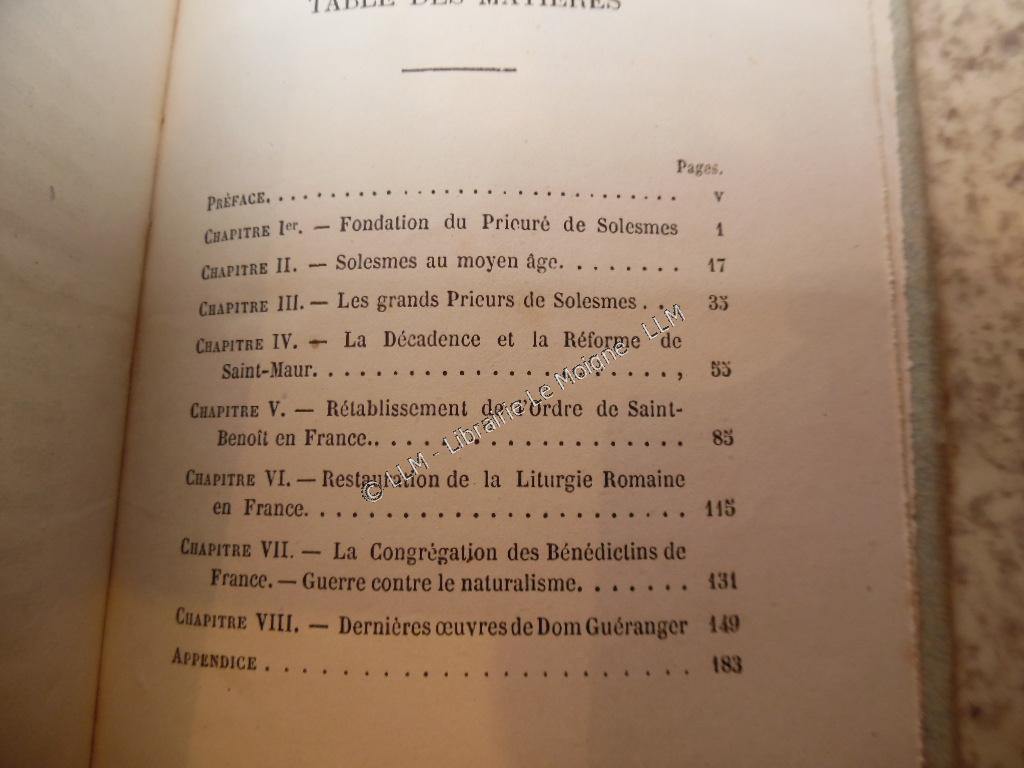 TABLE DES MATIÈRES
Pages.
PRÉFACE. . . . . . . . . . . . . . . . . . . . . . . . . . . . . v
CHAPITRE Ier. — Fondation du Prieuré de Solesmes 1
CHAPITRE II. — Solesmes au moyen âge. . . . . . . . 17
CHAPITRE III. — Les grands Prieurs de Solesmes . . . 35
CHAPITRE IV. — La Décadence et la Réforme de
Saint-Maur. . . . . . . . . . . . . . . . . . . . . , 55
CHAPITRE V. — Rétablissement de l'Ordre de Saint-
Benoît en France.. . . . . . . . . . . . . . . . . . 85
CHAPITRE VI. — Restauration de la Liturgie Romaine
en France. . . . . . . . . . . . . . . . . . . . . . . 115
CHAPITRE VII. — La Congrégation des Bénédictins de
France. — Guerre contre le naturalisme. . . . . . . 131
CHAPITRE VIII. — Dernières œuvres de Dom Guéranger 149
APPENDICE . . . . . . . . . . . . . . . . . . . . . . 183
© LLM - Librairie Le Moigne - LLM